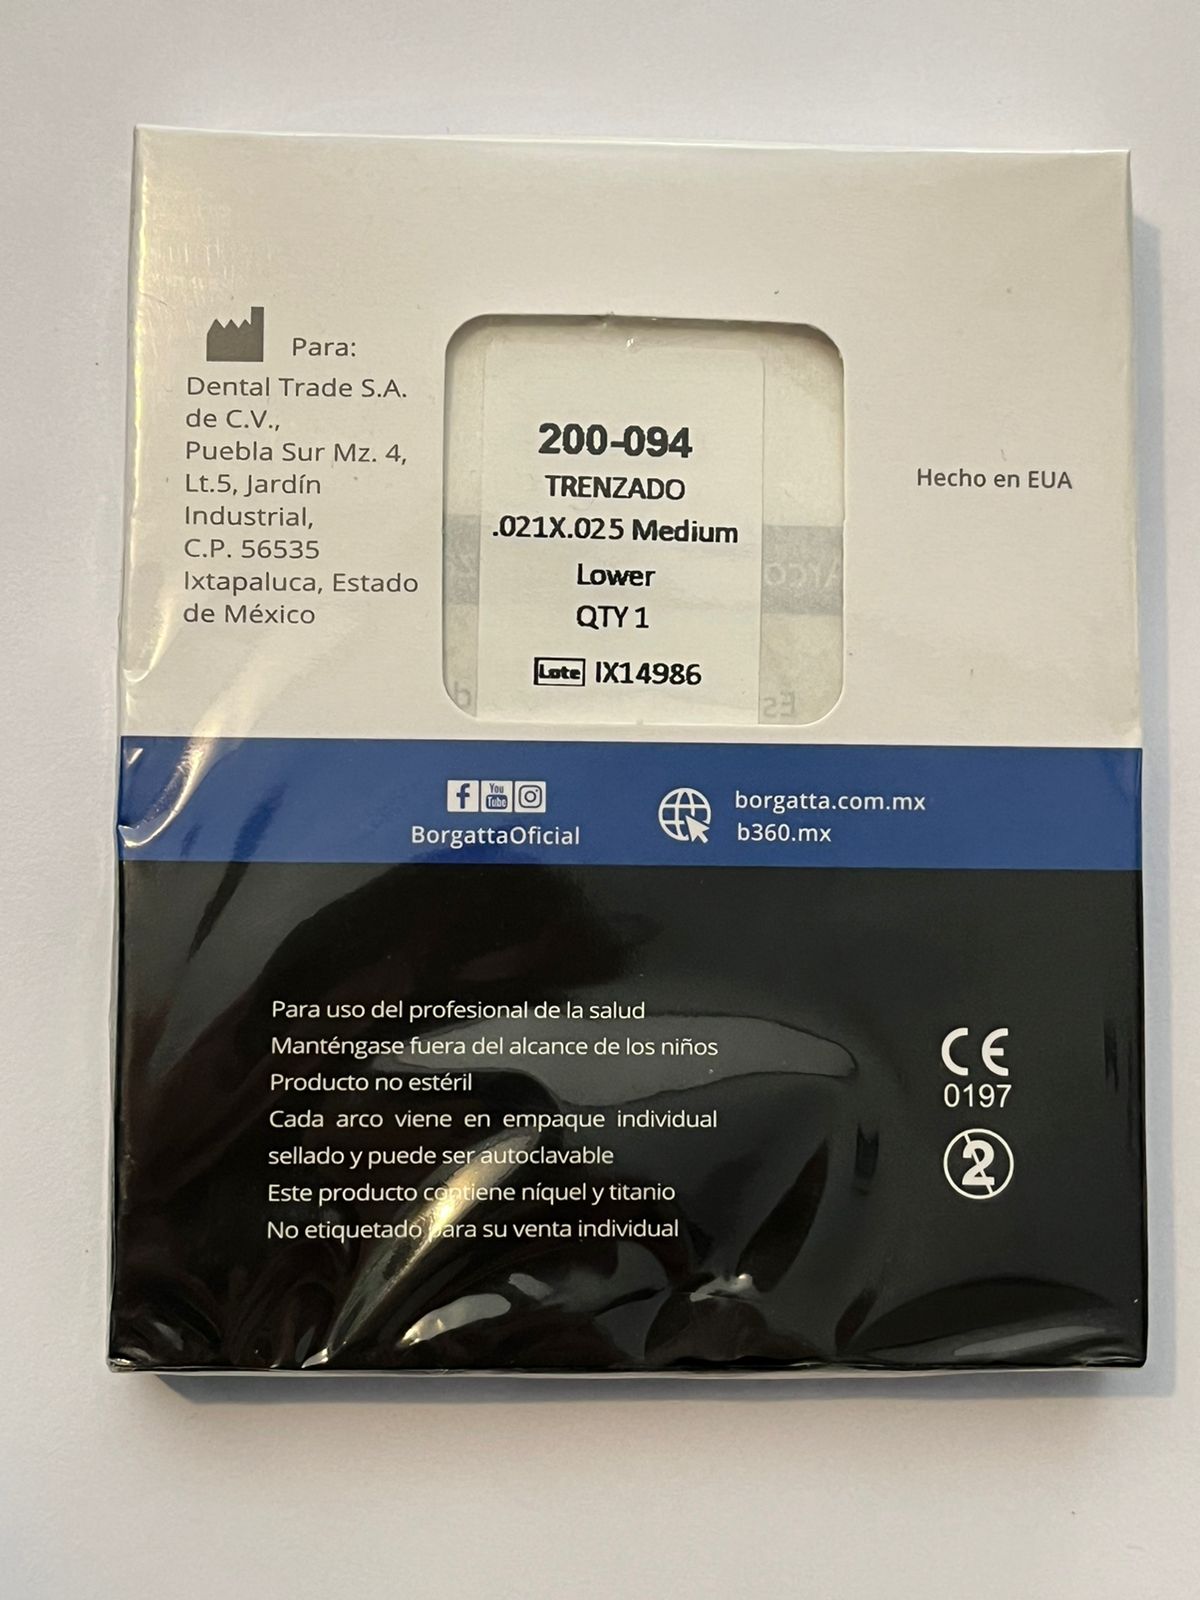 Para:
Dental Trade S.A.
de C.V.,
Puebla Sur Mz. 4,
Lt.5, Jardín
Industrial,
C.P. 56535
Ixtapaluca, Estado
de México
200-094
TRENZADO
.021X.025 Medium
Lower
QTY 1
Lote IX14986
Hecho en EUA
f You Tube
BorgattaOficial
borgatta.com.mx
b360.mx
Para uso del profesional de la salud
Manténgase fuera del alcance de los niños
Producto no estéril
Cada arco viene en empaque individual
sellado y puede ser autoclavable
Este producto contiene níquel y titanio
No etiquetado para su venta individual
CE
0197
2